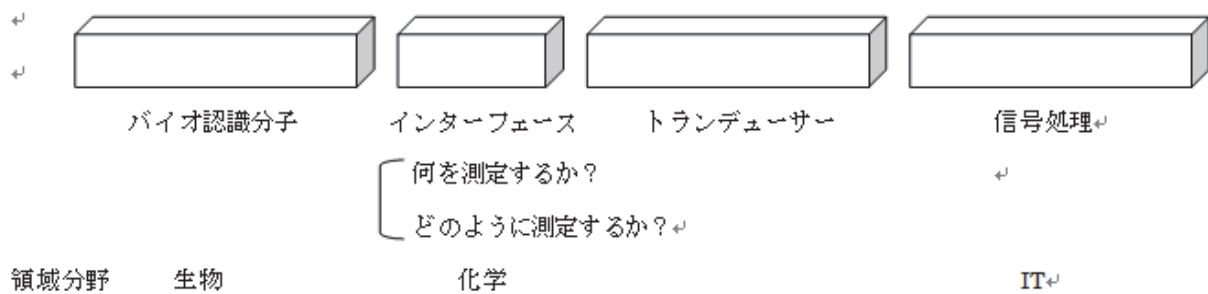 バイオ認識分子 インターフェース トランデューサー 信号処理
何を測定するか？
どのように測定するか？
領域分野 生物 化学 IT